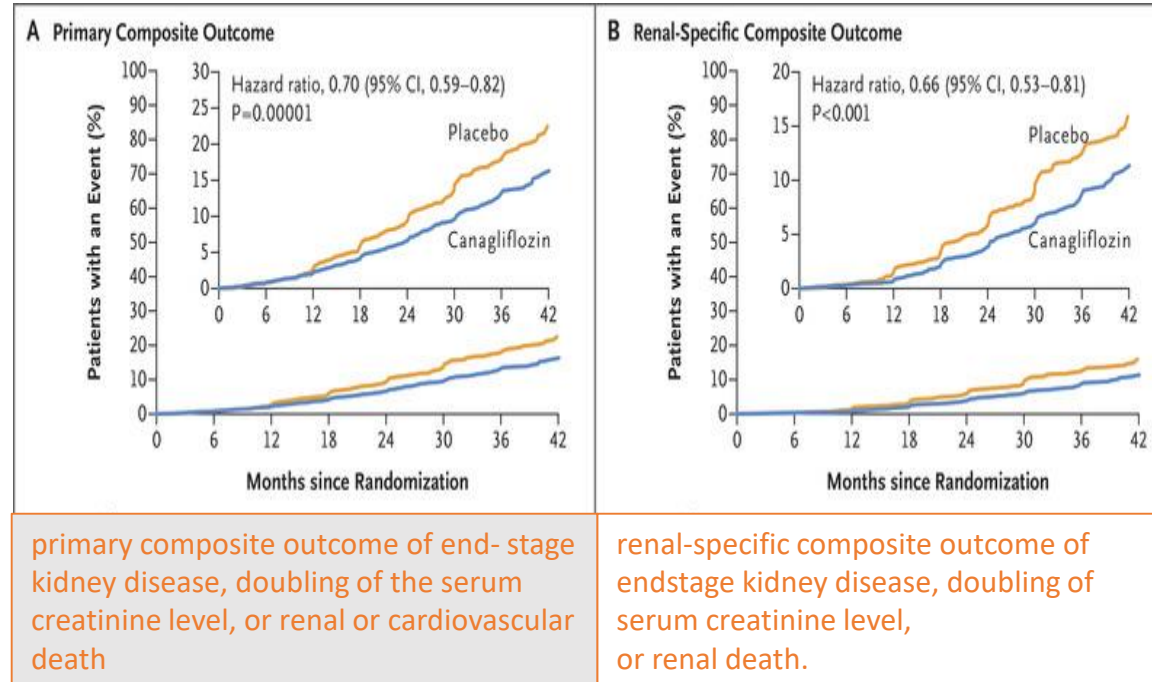 A Primary Composite Outcome
Patients with an Event (%)
100
90
80
70
60
50
40
30
20
10
0
0 6 12 18 24 30 36 42
Months since Randomization
30
25
20
15
10
5
0
0 6 12 18 24 30 36 42
Hazard ratio, 0.70 (95% CI, 0.59–0.82)
P=0.00001
Placebo
Canagliflozin
B Renal-Specific Composite Outcome
Patients with an Event (%)
100
90
80
70
60
50
40
30
20
10
0
0 6 12 18 24 30 36 42
Months since Randomization
20
15
10
5
0
0 6 12 18 24 30 36 42
Hazard ratio, 0.66 (95% CI, 0.53–0.81)
P<0.001
Placebo
Canagliflozin
primary composite outcome of end- stage
kidney disease, doubling of the serum
creatinine level, or renal or cardiovascular
death
renal-specific composite outcome of
endstage kidney disease, doubling of
serum creatinine level,
or renal death.